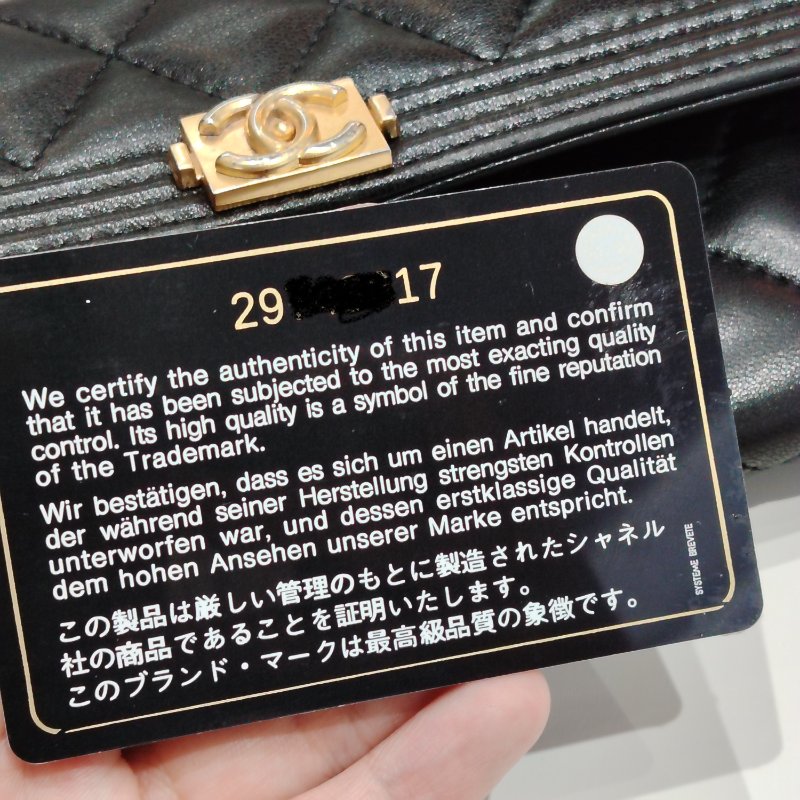 29 17
We certify the authenticity of this item and confirm
that it has been subjected to the most exacting quality
control. Its high quality is a symbol of the fine reputation
of the Trademark.
Wir bestätigen, dass es sich um einen Artikel handelt,
der während seiner Herstellung strengsten Kontrollen
unterworfen war, und dessen erstklassige Qualität
dem hohen Ansehen unserer Marke entspricht.
この製品は厳しい管理のもとに製造されたシャネル
社の商品であることを証明いたします。
このブランド・マークは最高級品質の象徴です。
SYSTEME BREVETE